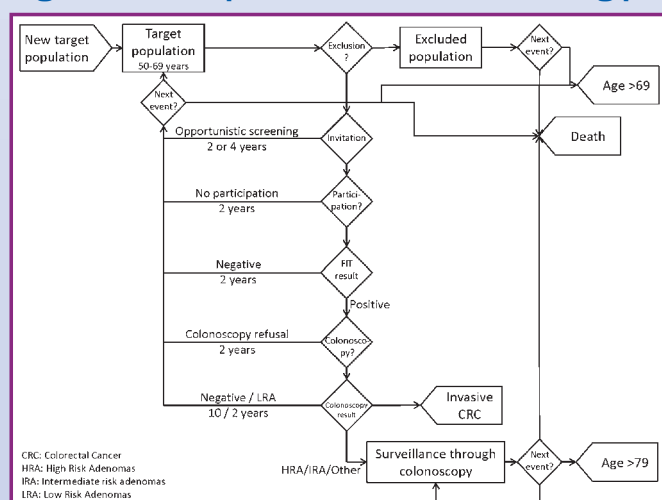 New target
population
Target
population
50-69 years
Exclusion
?
Excluded
population
Next
event?
Age >69
Next
event?
Death
Opportunistic screening
2 or 4 years
Invitation
No participation
2 years
Partici-
pation?
Negative
2 years
FIT
result
Positive
Colonoscopy refusal
2 years
Colonosco-
py?
Negative / LRA
10 / 2 years
Colonoscopy
result
Invasive
CRC
HRA/IRA/Other
Surveillance through
colonoscopy
Next
event?
Age >79
CRC: Colorectal Cancer
HRA: High Risk Adenomas
IRA: Intermediate risk adenomas
LRA: Low Risk Adenomas